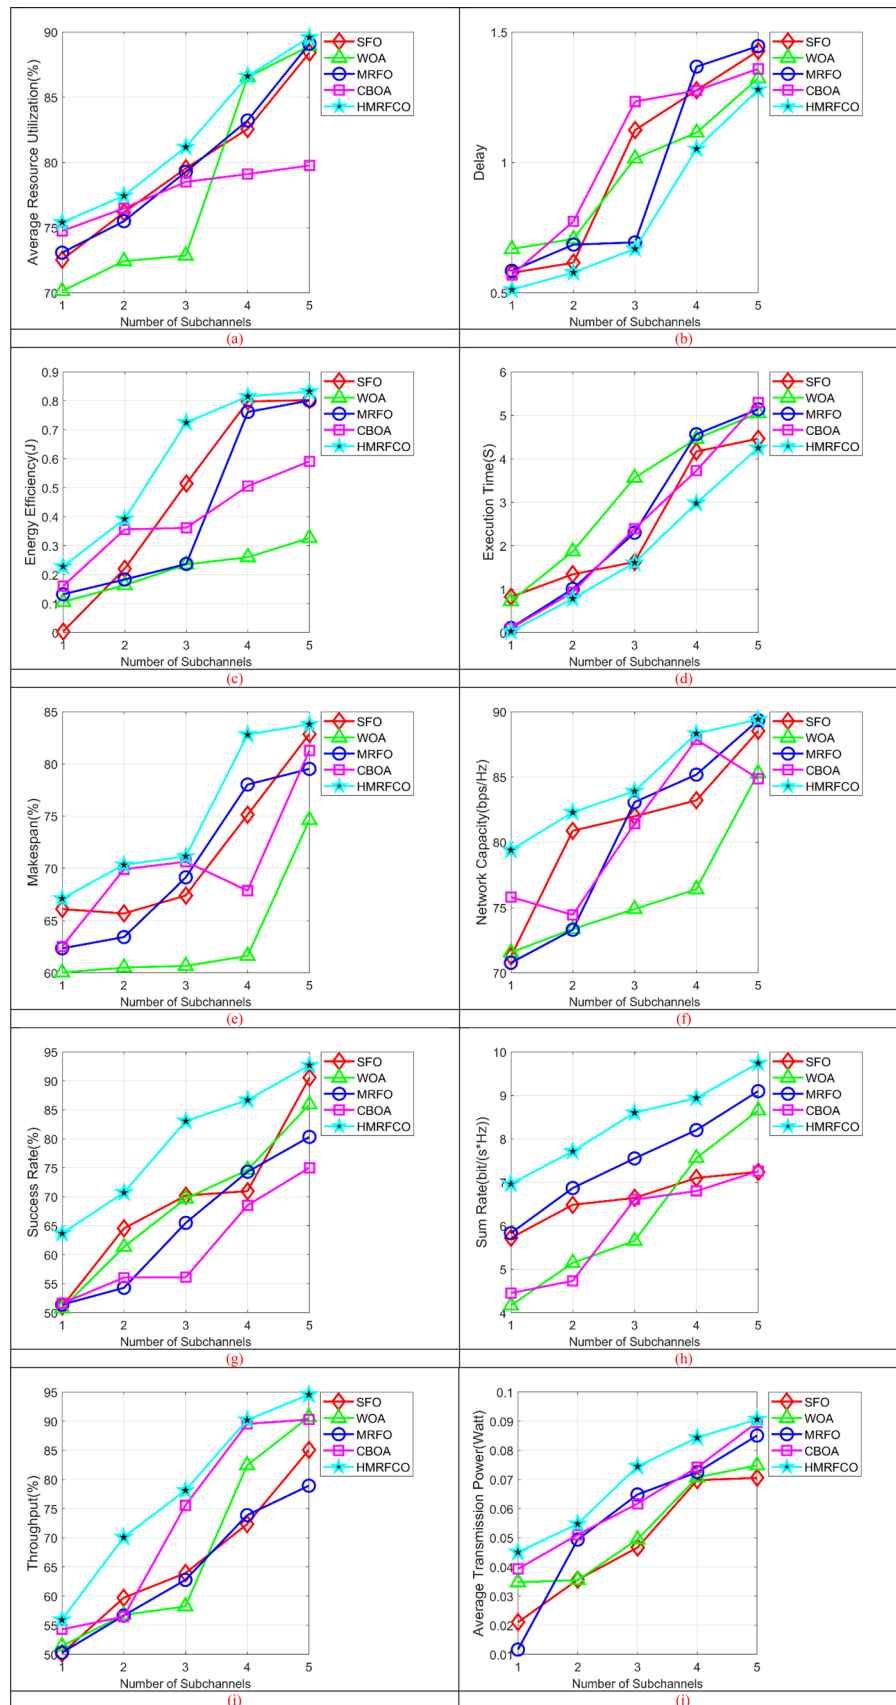 90
85
80
75
70
Average Resource Utilization(%)
1 2 3 4 5
Number of Subchannels
SFO
WOA
MRFO
CBOA
HMRFCO
(a)
1.5
1
0.5
Delay
1 2 3 4 5
Number of Subchannels
SFO
WOA
MRFO
CBOA
HMRFCO
(b)
0.9
0.8
0.7
0.6
0.5
0.4
0.3
0.2
0.1
0
Energy Efficiency(J)
1 2 3 4 5
Number of Subchannels
SFO
WOA
MRFO
CBOA
HMRFCO
(c)
6
5
4
3
2
1
0
Execution Time(S)
1 2 3 4 5
Number of Subchannels
SFO
WOA
MRFO
CBOA
HMRFCO
(d)
85
80
75
70
65
60
Makespan(%)
1 2 3 4 5
Number of Subchannels
SFO
WOA
MRFO
CBOA
HMRFCO
(e)
90
85
80
75
70
Network Capacity(bps/Hz)
1 2 3 4 5
Number of Subchannels
SFO
WOA
MRFO
CBOA
HMRFCO
(f)
95
90
85
80
75
70
65
60
55
50
Success Rate(%)
1 2 3 4 5
Number of Subchannels
SFO
WOA
MRFO
CBOA
HMRFCO
(g)
10
9
8
7
6
5
4
Sum Rate(bit/(s*Hz))
1 2 3 4 5
Number of Subchannels
SFO
WOA
MRFO
CBOA
HMRFCO
(h)
95
90
85
80
75
70
65
60
55
50
Throughput(%)
1 2 3 4 5
Number of Subchannels
SFO
WOA
MRFO
CBOA
HMRFCO
(i)
0.1
0.09
0.08
0.07
0.06
0.05
0.04
0.03
0.02
0.01
Average Transmission Power(Watt)
1 2 3 4 5
Number of Subchannels
SFO
WOA
MRFO
CBOA
HMRFCO
(j)